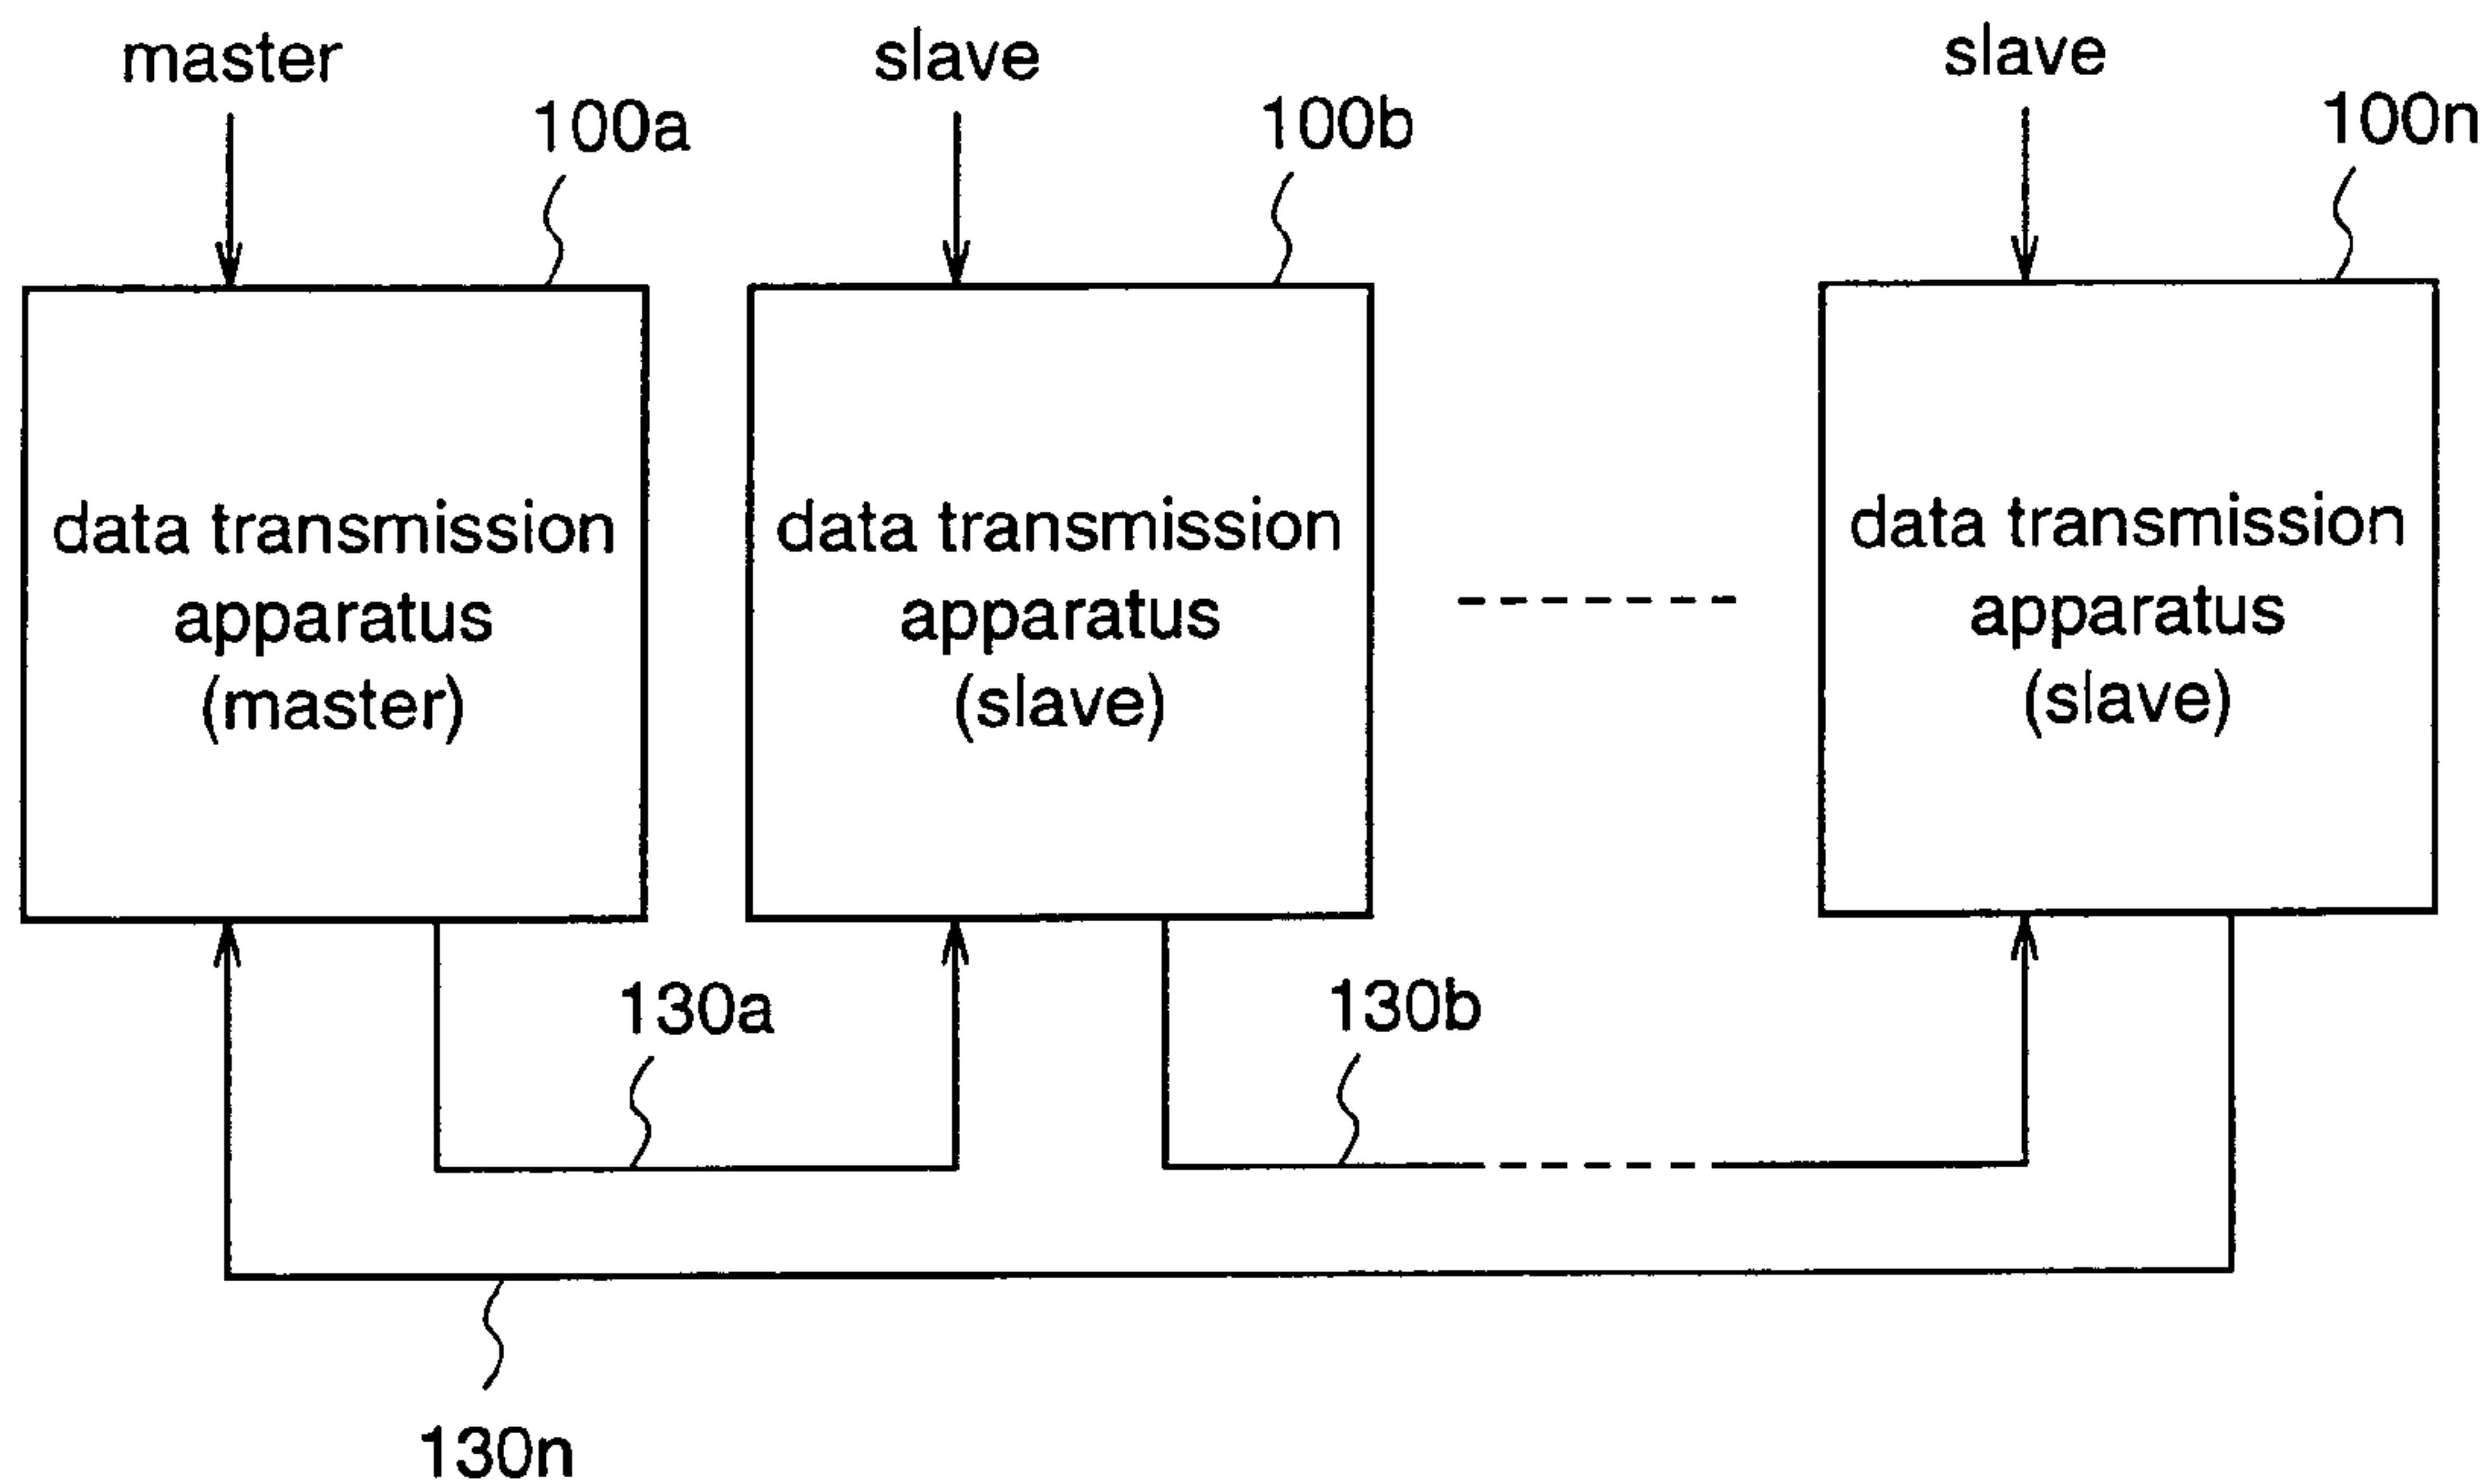 master
slave
slave
100a
100b
100n
data transmission
apparatus
(master)
data transmission
apparatus
(slave)
data transmission
apparatus
(slave)
130a
130b
130n